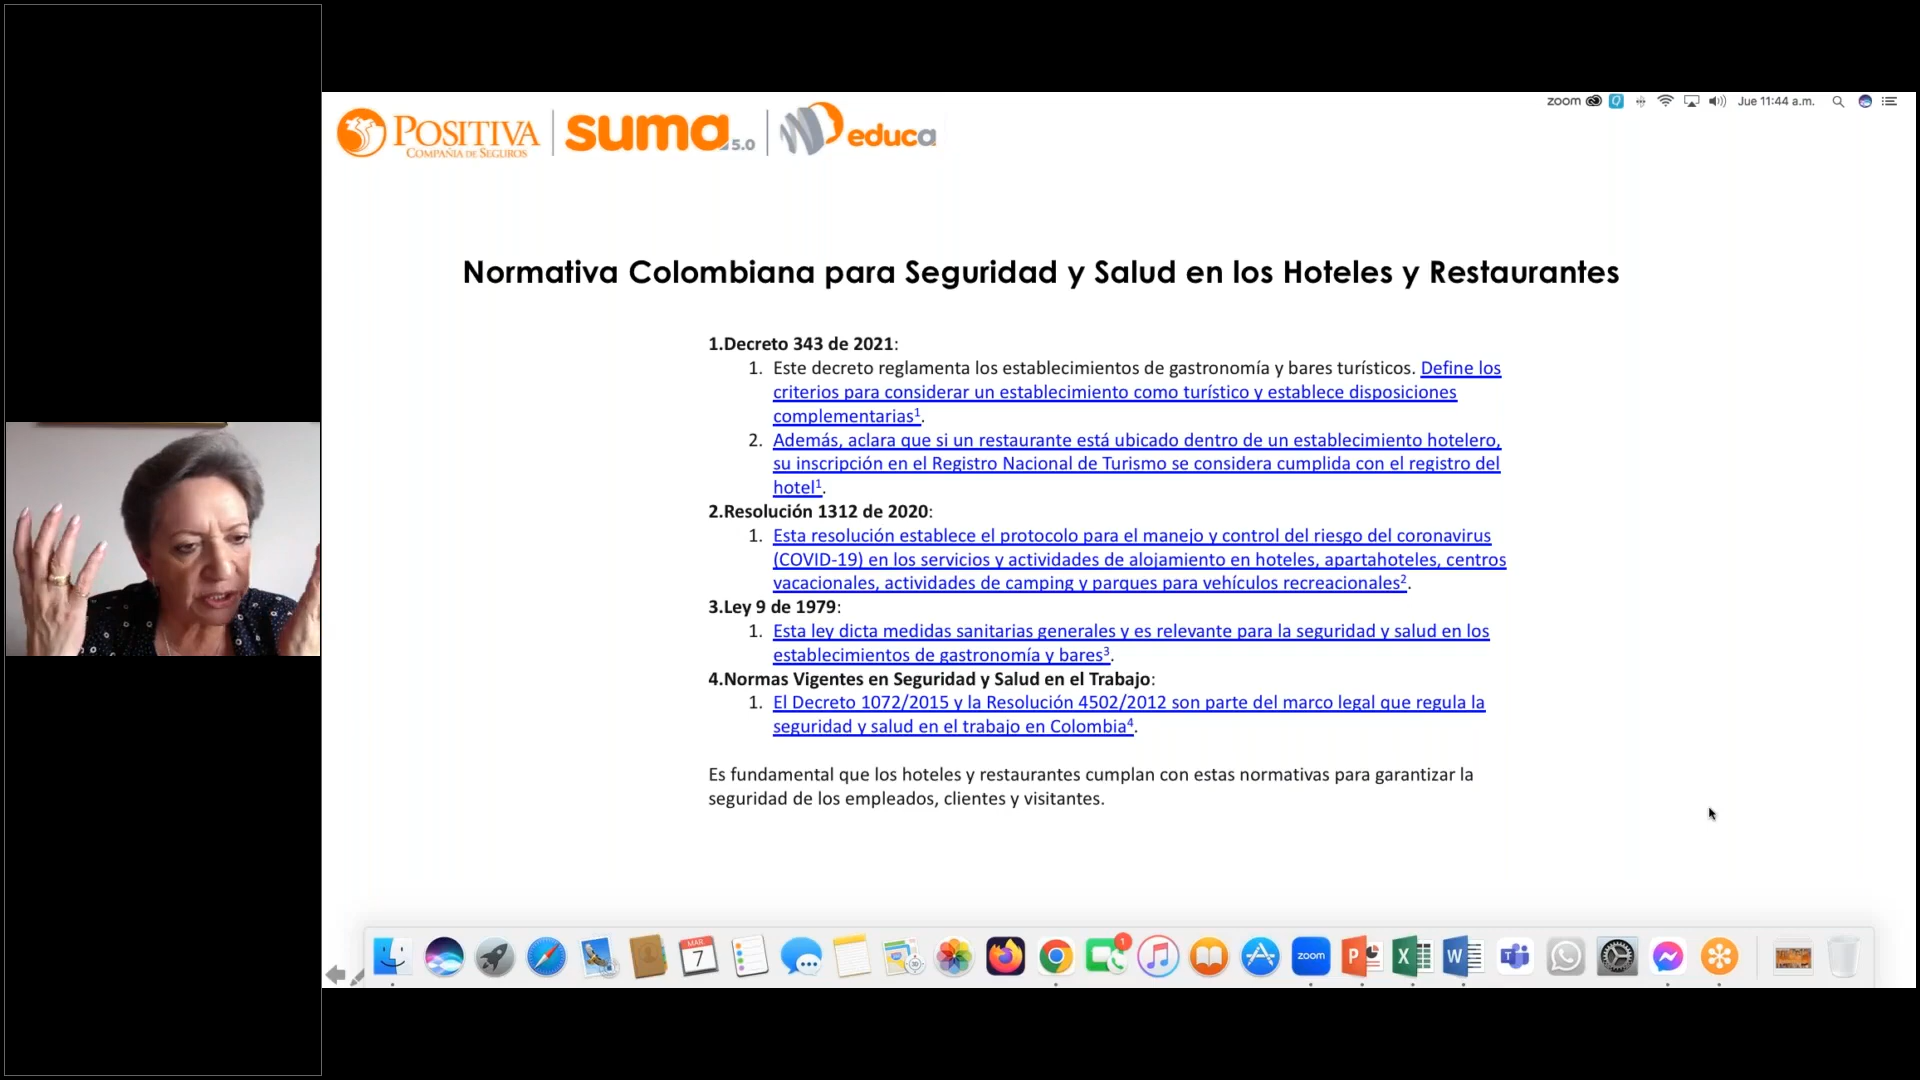 zoom
Jue 11:44 a.m.
POSITIVA
COMPAÑIA DE SEGUROS
suma 5.0
educa
Normativa Colombiana para Seguridad y Salud en los Hoteles y Restaurantes
1.Decreto 343 de 2021:
1. Este decreto reglamenta los establecimientos de gastronomía y bares turísticos. Define los
criterios para considerar un establecimiento como turístico y establece disposiciones
complementarias¹.
2. Además, aclara que si un restaurante está ubicado dentro de un establecimiento hotelero,
su inscripción en el Registro Nacional de Turismo se considera cumplida con el registro del
hotel¹.
2.Resolución 1312 de 2020:
1. Esta resolución establece el protocolo para el manejo y control del riesgo del coronavirus
(COVID-19) en los servicios y actividades de alojamiento en hoteles, apartahoteles, centros
vacacionales, actividades de camping y parques para vehículos recreacionales².
3.Ley 9 de 1979:
1. Esta ley dicta medidas sanitarias generales y es relevante para la seguridad y salud en los
establecimientos de gastronomía y bares³.
4.Normas Vigentes en Seguridad y Salud en el Trabajo:
1. El Decreto 1072/2015 y la Resolución 4502/2012 son parte del marco legal que regula la
seguridad y salud en el trabajo en Colombia⁴.
Es fundamental que los hoteles y restaurantes cumplan con estas normativas para garantizar la
seguridad de los empleados, clientes y visitantes.
MAR
7
1
zoom
P
X
W
T